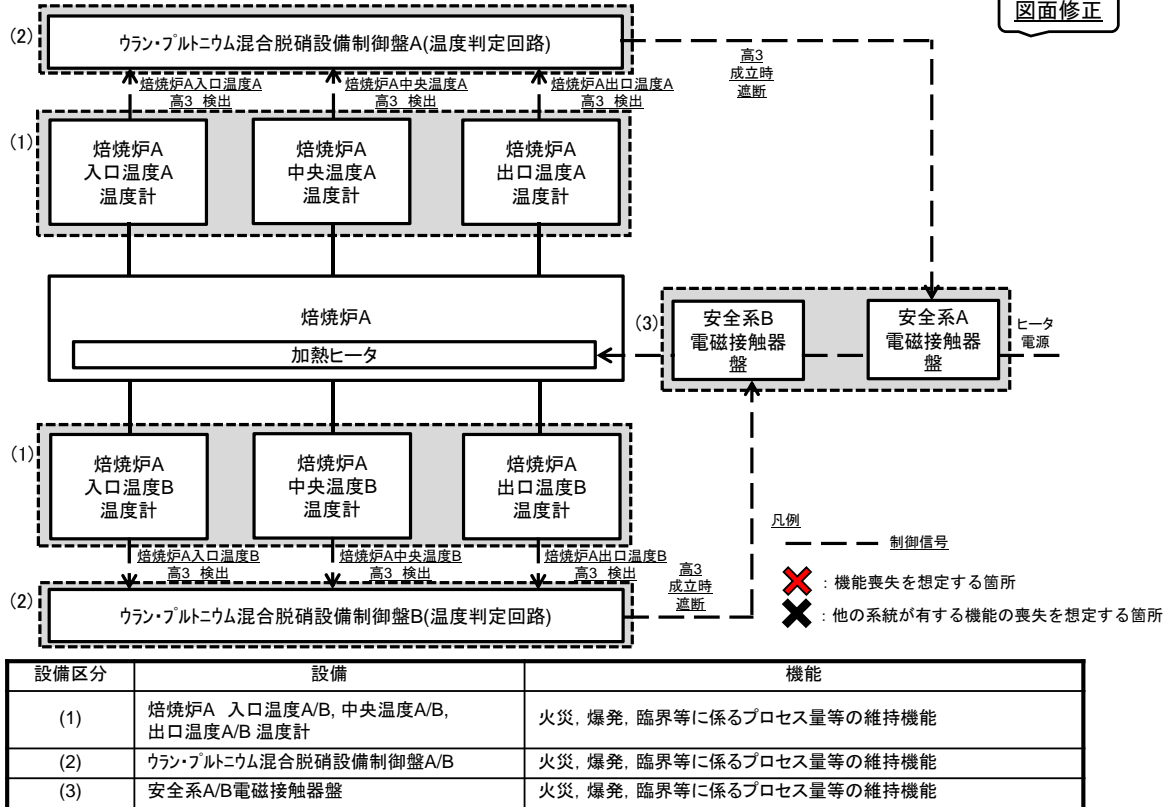 図面修正
(2)
ウラン・プルトニウム混合脱硝設備制御盤A(温度判定回路)
高3
成立時
遮断
焙焼炉A入口温度A
高3 検出
焙焼炉A中央温度A
高3 検出
焙焼炉A出口温度A
高3 検出
(1)
焙焼炉A
入口温度A
温度計
焙焼炉A
中央温度A
温度計
焙焼炉A
出口温度A
温度計
焙焼炉A
加熱ヒータ
(3)
安全系B
電磁接触器
盤
安全系A
電磁接触器
盤
ヒータ
電源
(1)
焙焼炉A
入口温度B
温度計
焙焼炉A
中央温度B
温度計
焙焼炉A
出口温度B
温度計
焙焼炉A入口温度B
高3 検出
焙焼炉A中央温度B
高3 検出
焙焼炉A出口温度B
高3 検出
高3
成立時
遮断
(2)
ウラン・プルトニウム混合脱硝設備制御盤B(温度判定回路)
凡例
制御信号
：機能喪失を想定する箇所
：他の系統が有する機能の喪失を想定する箇所
設備区分 設備 機能
(1) 焙焼炉A 入口温度A/B, 中央温度A/B,
出口温度A/B 温度計 火災, 爆発, 臨界等に係るプロセス量等の維持機能
(2) ウラン・プルトニウム混合脱硝設備制御盤A/B 火災, 爆発, 臨界等に係るプロセス量等の維持機能
(3) 安全系A/B電磁接触器盤 火災, 爆発, 臨界等に係るプロセス量等の維持機能